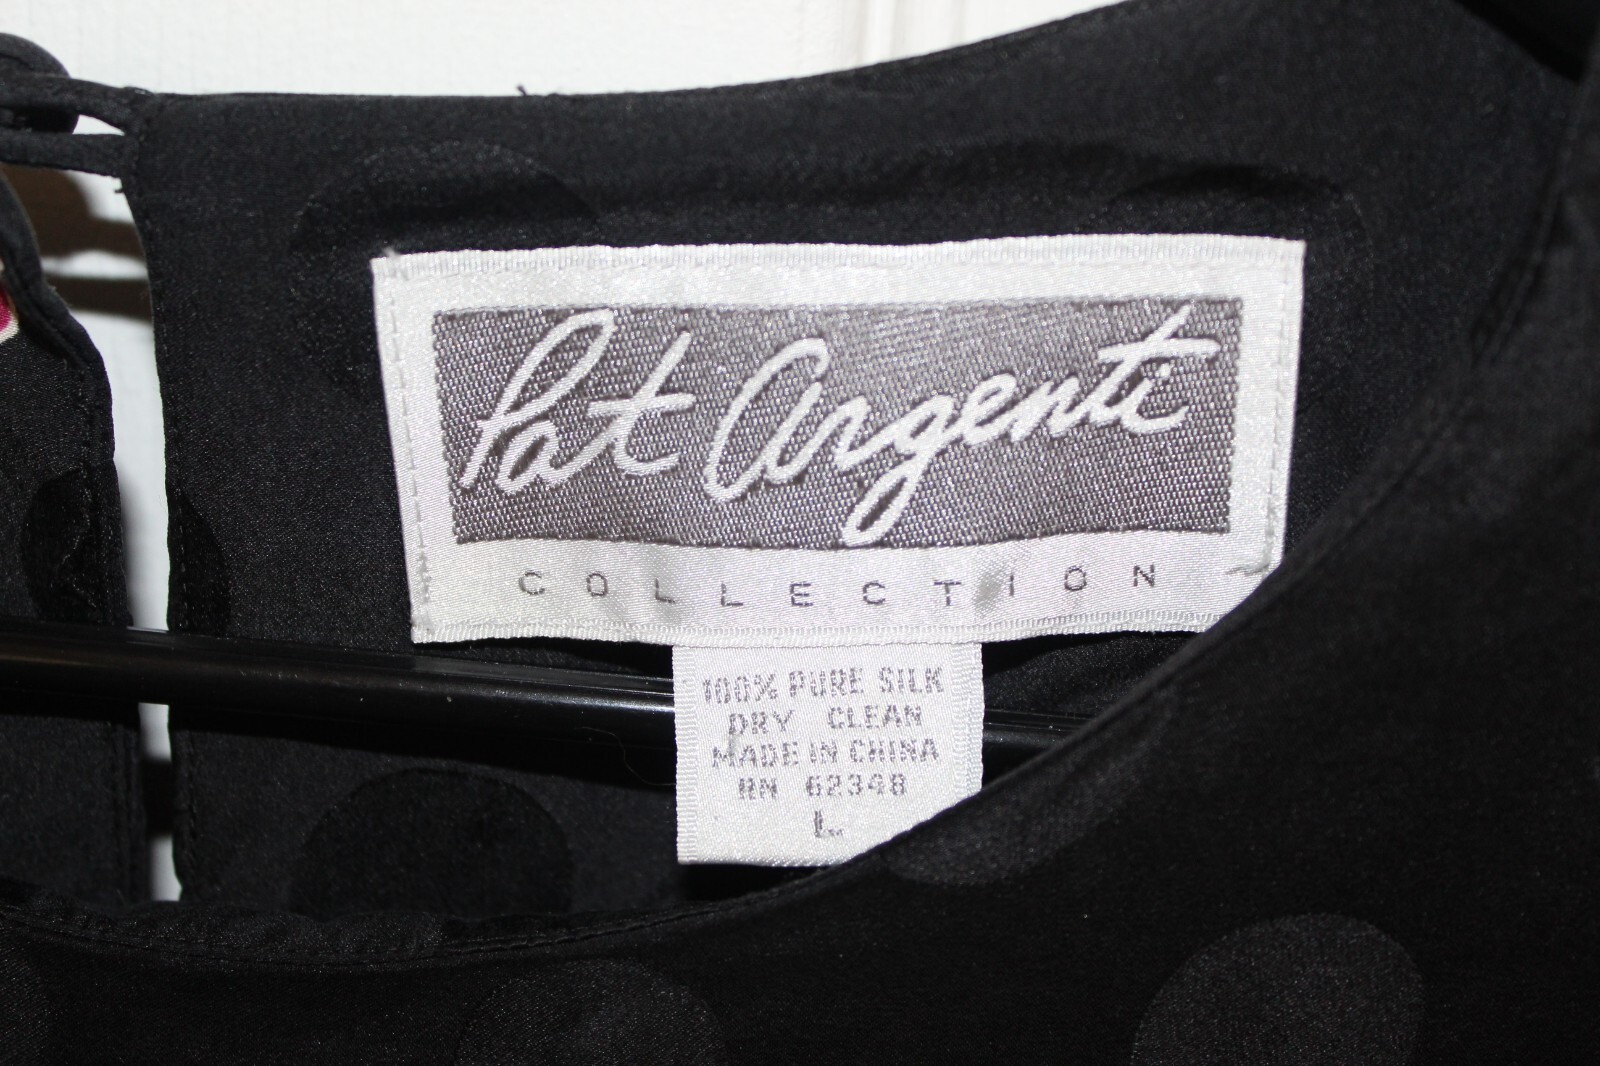 Pat Argenti
COLLECTION
100% PURE SILK
DRY CLEAN
MADE IN CHINA
RN 62348
L